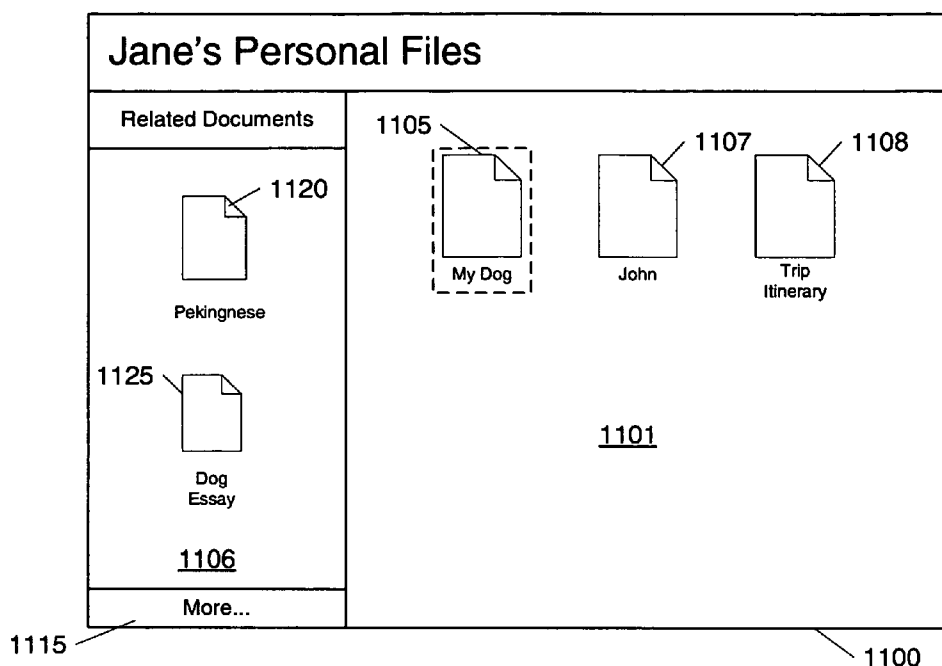 Jane's Personal Files
Related Documents
1105
1107
1108
1120
My Dog
John
Trip
Itinerary
Pekingnese
1125
1101
Dog
Essay
1106
More...
1115
1100